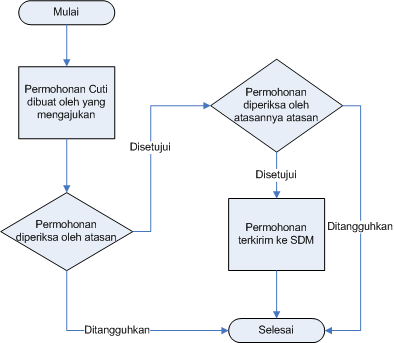 Mulai
Permohonan Cuti
dibuat oleh yang
mengajukan
Permohonan
diperiksa oleh
atasannya atasan
Disetujui
Disetujui
Permohonan
diperiksa oleh atasan
Permohonan
terkirim ke SDM
Ditangguhkan
Ditangguhkan
Selesai